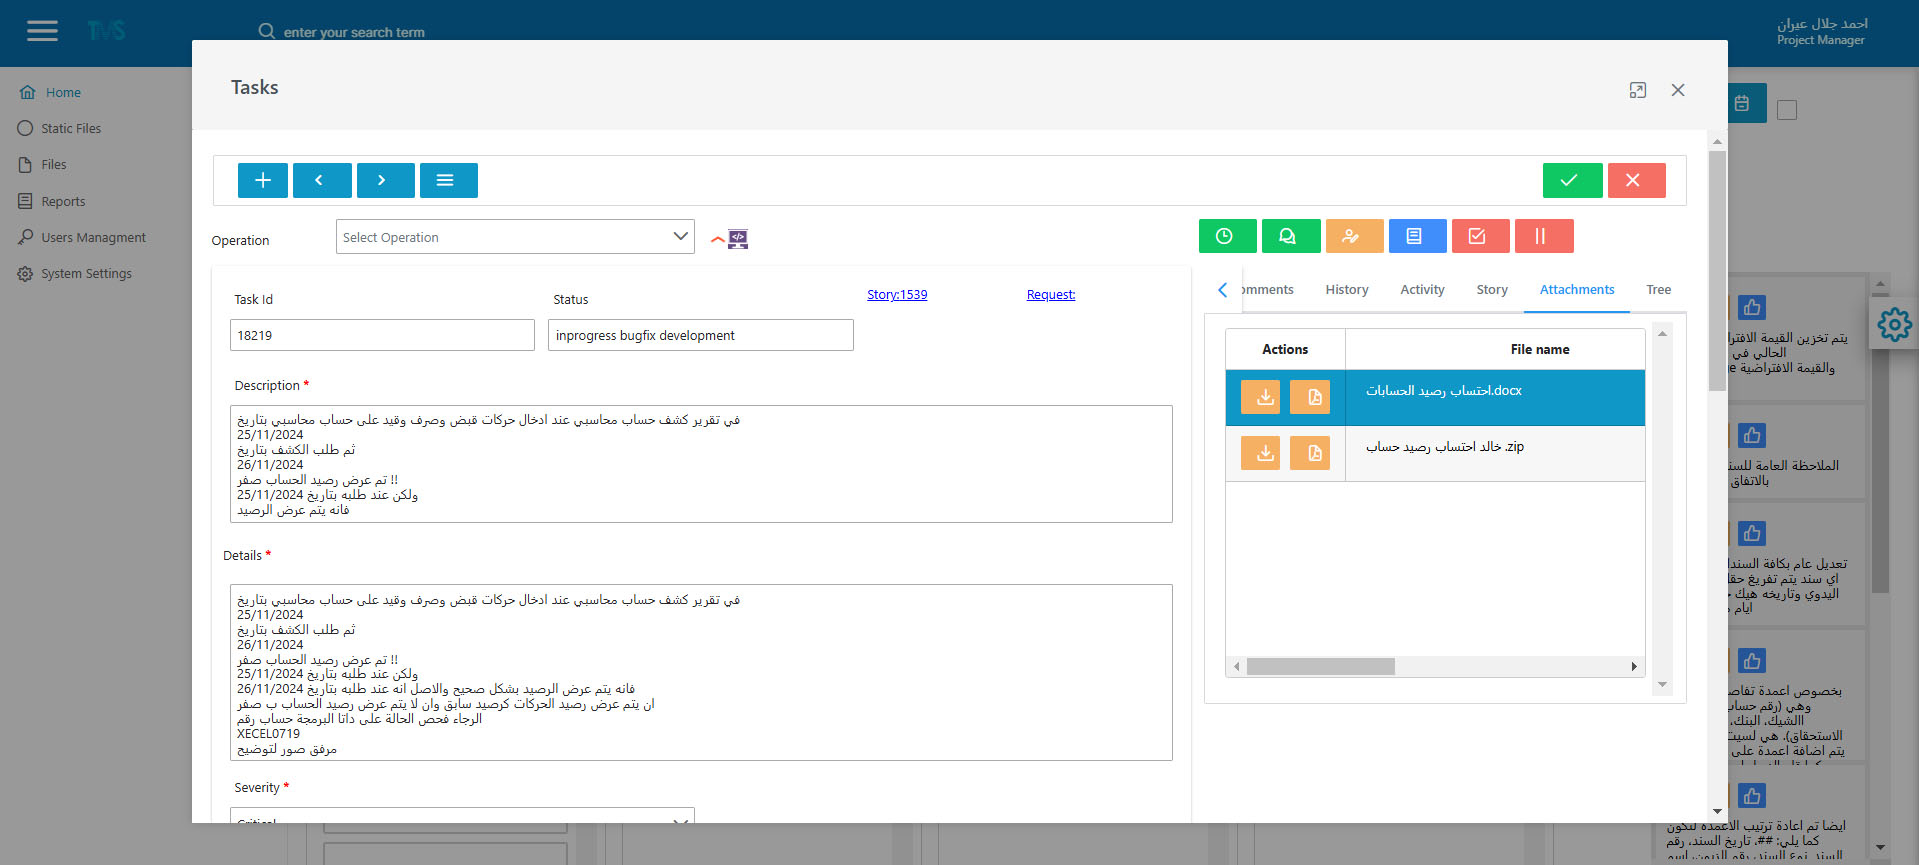 TMS
enter your search term
احمد جلال عيران
Project Manager
Home
Static Files
Files
Reports
Users Managment
System Settings
Tasks
Operation
Select Operation
Task Id
Status
Story:1539
Request:
18219
inprogress bugfix development
Description *
في تقرير كشف حساب محاسبي عند ادخال حركات قبض وصرف وقيد على حساب محاسبي بتاريخ
25/11/2024
ثم طلب الكشف بتاريخ
26/11/2024
تم عرض رصيد الحساب صفر !!
ولكن عند طلبه بتاريخ 25/11/2024
فانه يتم عرض الرصيد
Details *
في تقرير كشف حساب محاسبي عند ادخال حركات قبض وصرف وقيد على حساب محاسبي بتاريخ
25/11/2024
ثم طلب الكشف بتاريخ
26/11/2024
تم عرض رصيد الحساب صفر !!
ولكن عند طلبه بتاريخ 25/11/2024
فانه يتم عرض الرصيد بشكل صحيح والاصل انه عند طلبه بتاريخ 26/11/2024
ان يتم عرض رصيد الحركات كرصيد سابق وان لا يتم عرض رصيد الحساب ب صفر
الرجاء فحص الحالة على داتا البرمجة حساب رقم
XECEL0719
مرفق صور لتوضيح
Severity *
Critical
omments
History
Activity
Story
Attachments
Tree
Actions
File name
احتساب رصيد الحسابات.docx
خالد احتساب رصيد حساب .zip
يتم تخزين القيمة
الحالي في
والقيمة الافتراضية
الملاحظة العامة
بالاتفاق
تعديل عام بكافة
اي سند يتم تفريغ
اليدوي وتاريخه هيك
ايام
بخصوص اعمدة
وهي (رقم
االشيك، البنك،
الاستحقاق)، هي
يتم اضافة اعمدة على
ايضا تم اعادة ترتيب الاعمدة لتكون
كما يلي: ##، تاريخ السند، رقم
السند، نوع السند، رقم الزبون، اسم